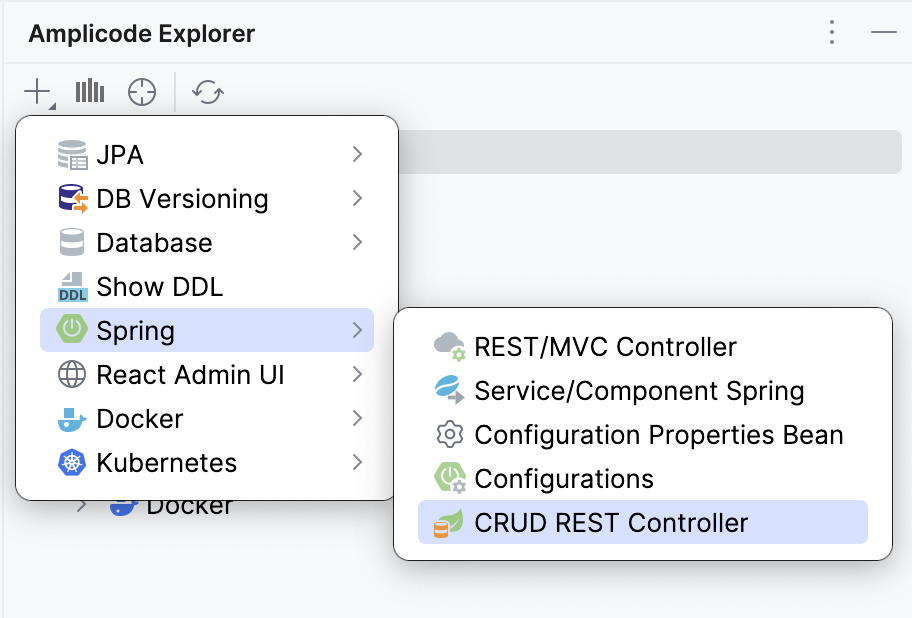 Amplicode Explorer
JPA
DB Versioning
Database
DDL Show DDL
Spring
React Admin UI
Docker
Kubernetes
Docker
REST/MVC Controller
Service/Component Spring
Configuration Properties Bean
Configurations
CRUD REST Controller